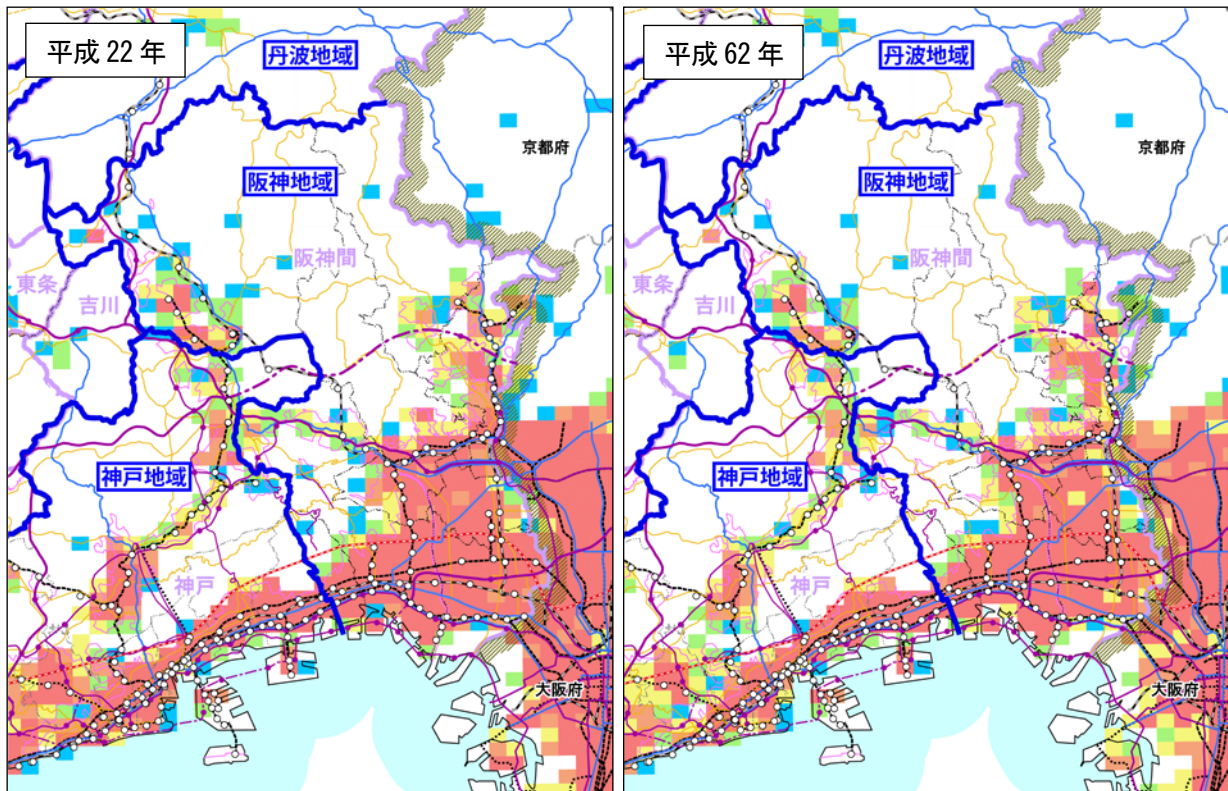 平成 22 年
丹波地域
京都府
阪神地域
阪神間
東条
吉川
神戸地域
神戸
大阪府
平成 62 年
丹波地域
京都府
阪神地域
阪神間
東条
吉川
神戸地域
神戸
大阪府